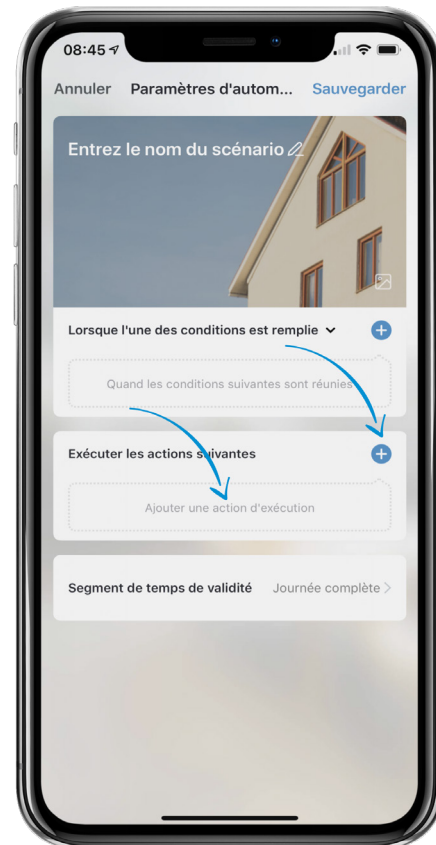 08:45
Annuler Paramètres d'autom... Sauvegarder
Entrez le nom du scénario
Lorsque l'une des conditions est remplie
Quand les conditions suivantes sont réunies
Exécuter les actions suivantes
Ajouter une action d'exécution
Segment de temps de validité Journée complète